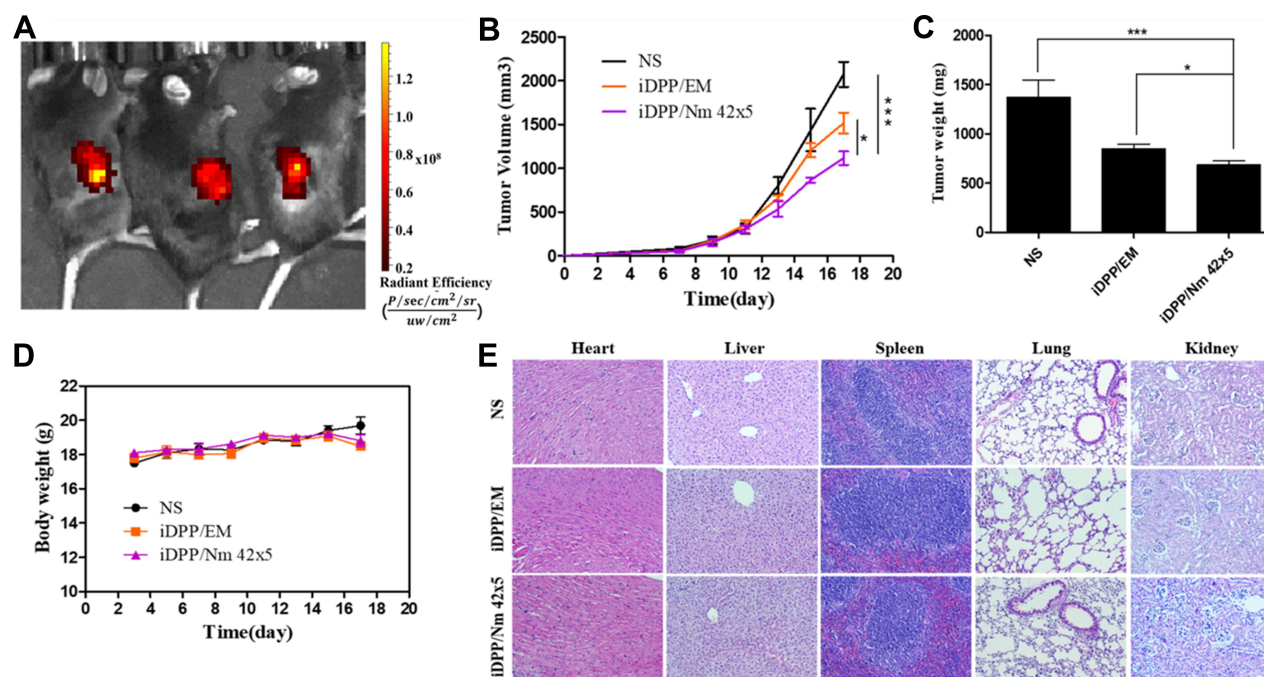 A
1.2
1.0
0.8
x10⁸
0.6
0.4
0.2
Radiant Efficiency
(P/sec/cm²/sr
uw/cm²)
B
NS
iDPP/EM
iDPP/Nm 42x5
Tumor Volume (mm3)
2500
2000
1500
1000
500
0
***
*
0 2 4 6 8 10 12 14 16 18 20
Time(day)
C
Tumor weight (mg)
2000
1500
1000
500
0
***
*
NS
iDPP/EM
iDPP/Nm 42x5
D
Body weight (g)
22
20
18
16
14
12
10
NS
iDPP/EM
iDPP/Nm 42x5
0 2 4 6 8 10 12 14 16 18 20
Time(day)
E
Heart Liver Spleen Lung Kidney
NS
iDPP/EM
iDPP/Nm 42x5